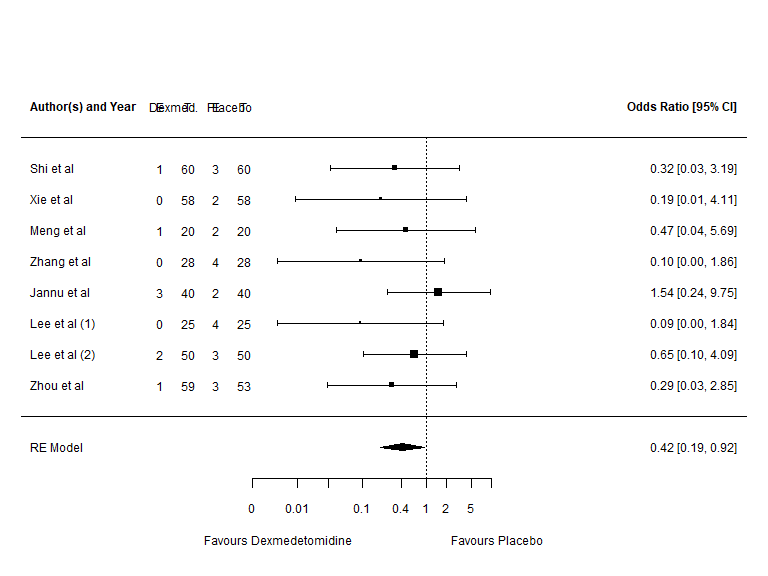 Author(s) and Year Dexmed. E T Placebo E T Odds Ratio [95% CI]
Shi et al 1 60 3 60 0.32 [0.03, 3.19]
Xie et al 0 58 2 58 0.19 [0.01, 4.11]
Meng et al 1 20 2 20 0.47 [0.04, 5.69]
Zhang et al 0 28 4 28 0.10 [0.00, 1.86]
Jannu et al 3 40 2 40 1.54 [0.24, 9.75]
Lee et al (1) 0 25 4 25 0.09 [0.00, 1.84]
Lee et al (2) 2 50 3 50 0.65 [0.10, 4.09]
Zhou et al 1 59 3 53 0.29 [0.03, 2.85]
RE Model 0.42 [0.19, 0.92]
0 0.01 0.1 0.4 1 2 5
Favours Dexmedetomidine Favours Placebo